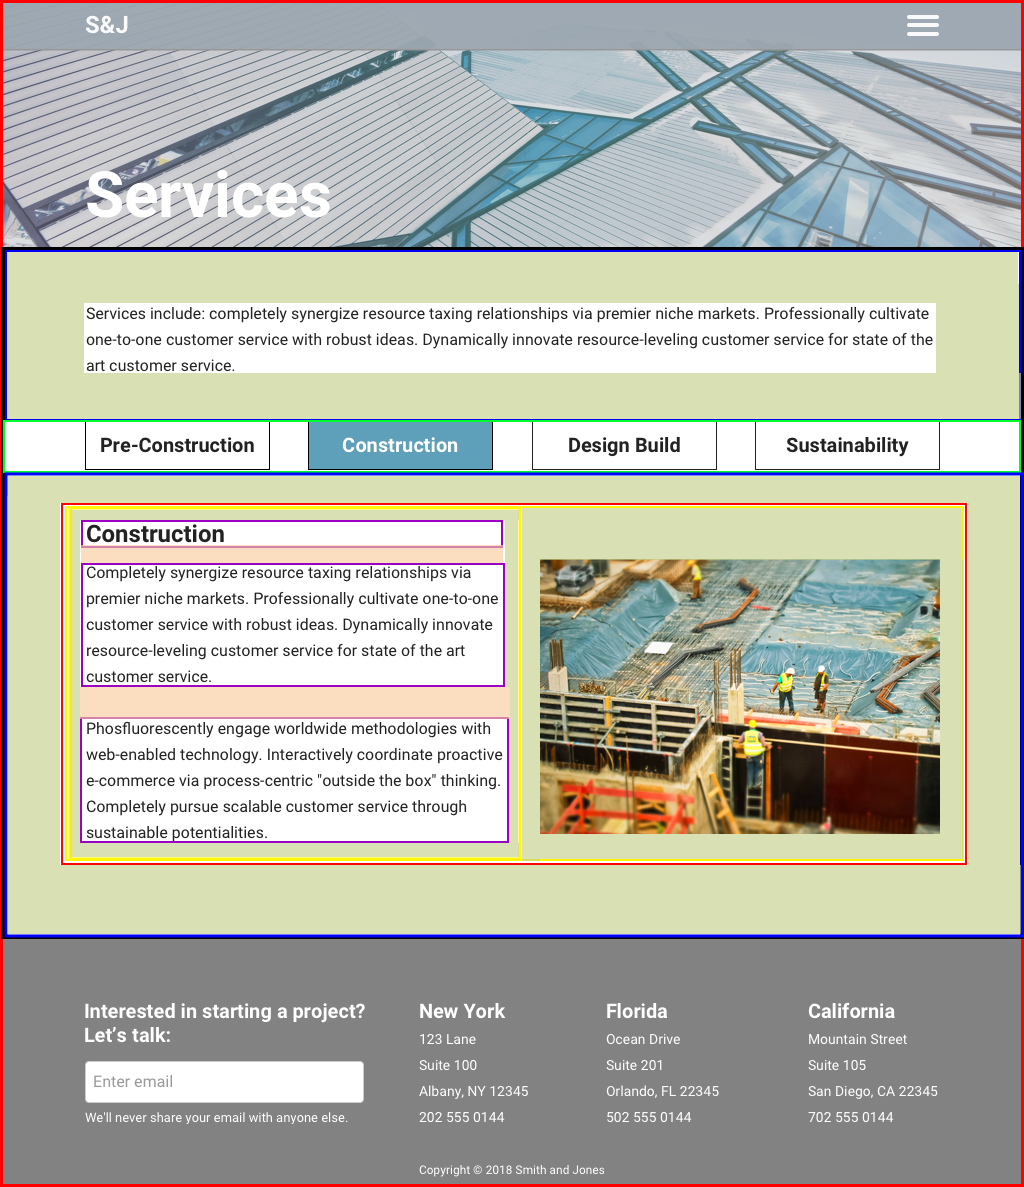 S&J
Services
Services include: completely synergize resource taxing relationships via premier niche markets. Professionally cultivate
one-to-one customer service with robust ideas. Dynamically innovate resource-leveling customer service for state of the
art customer service.
Pre-Construction
Construction
Design Build
Sustainability
Construction
Completely synergize resource taxing relationships via
premier niche markets. Professionally cultivate one-to-one
customer service with robust ideas. Dynamically innovate
resource-leveling customer service for state of the art
customer service.
Phosfluorescently engage worldwide methodologies with
web-enabled technology. Interactively coordinate proactive
e-commerce via process-centric "outside the box" thinking.
Completely pursue scalable customer service through
sustainable potentialities.
Interested in starting a project?
Let’s talk:
Enter email
We'll never share your email with anyone else.
New York
123 Lane
Suite 100
Albany, NY 12345
202 555 0144
Florida
Ocean Drive
Suite 201
Orlando, FL 22345
502 555 0144
California
Mountain Street
Suite 105
San Diego, CA 22345
702 555 0144
Copyright © 2018 Smith and Jones